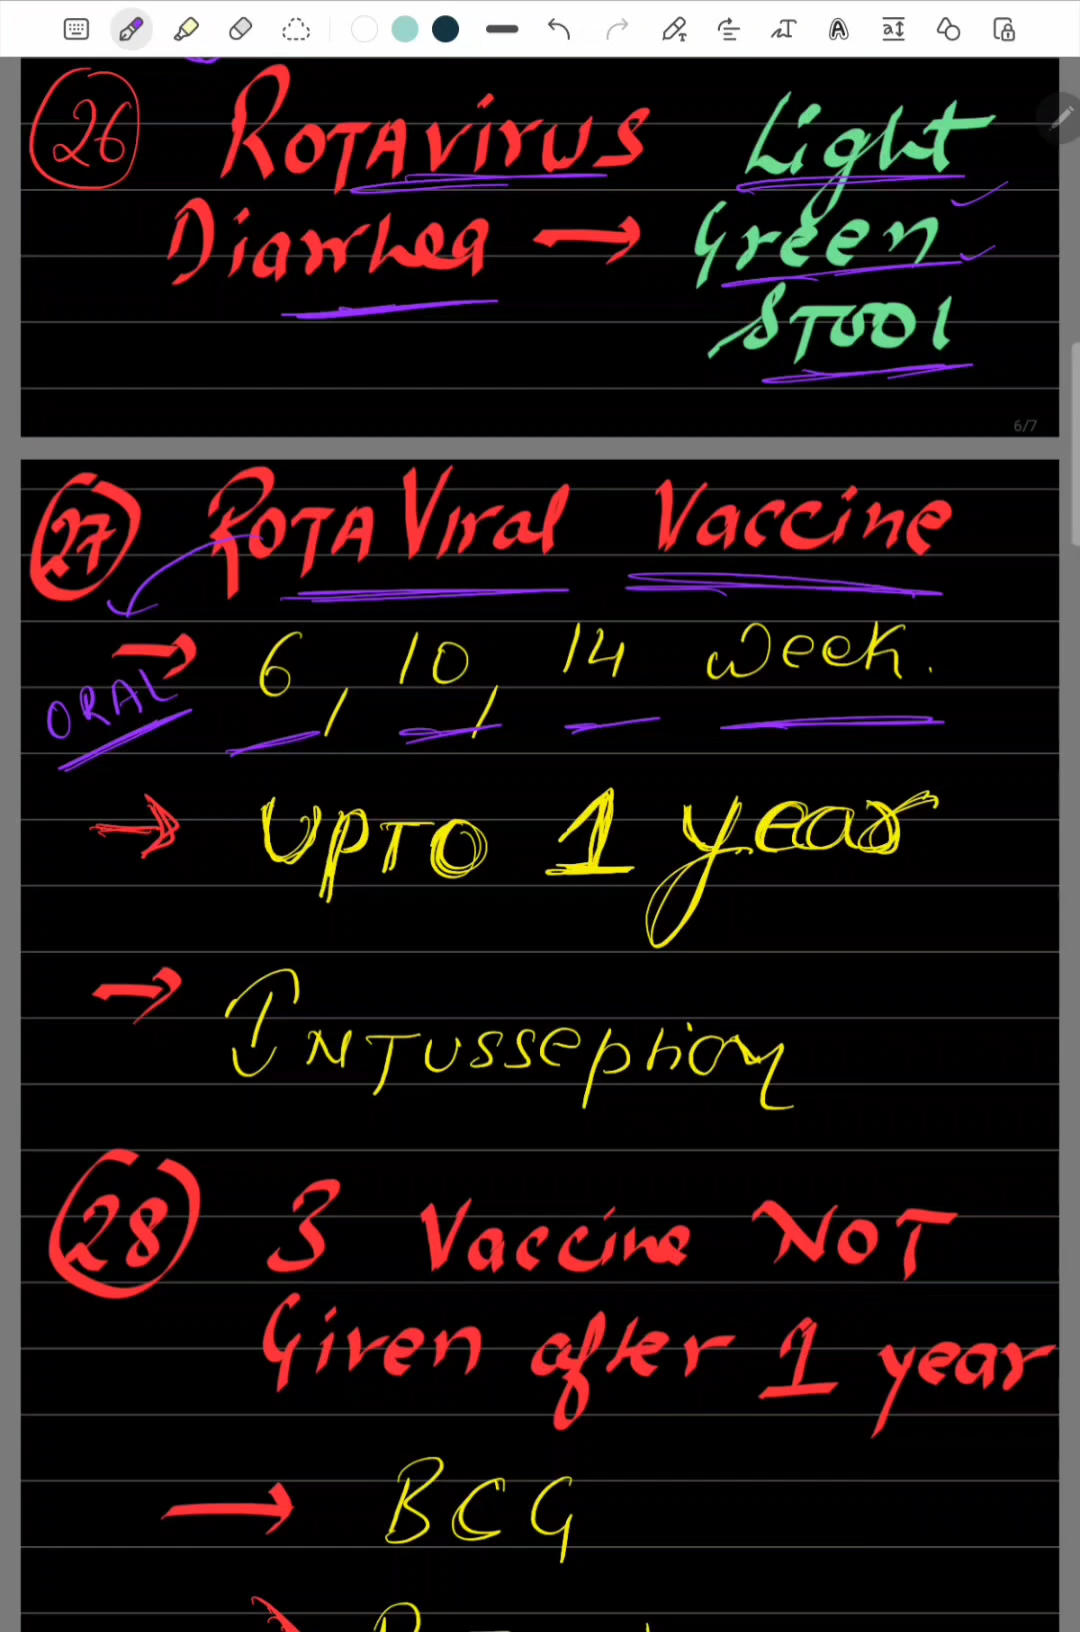 26 ROTAVIRUS Light
Diarrhea → Green
STOOL
6/7
27 ROTA Viral Vaccine
→ 6, 10, 14 week.
ORAL
→ UPTO 1 year
→ INTUSSEPTION
28 3 Vaccine NOT
Given after 1 year
→ BCG